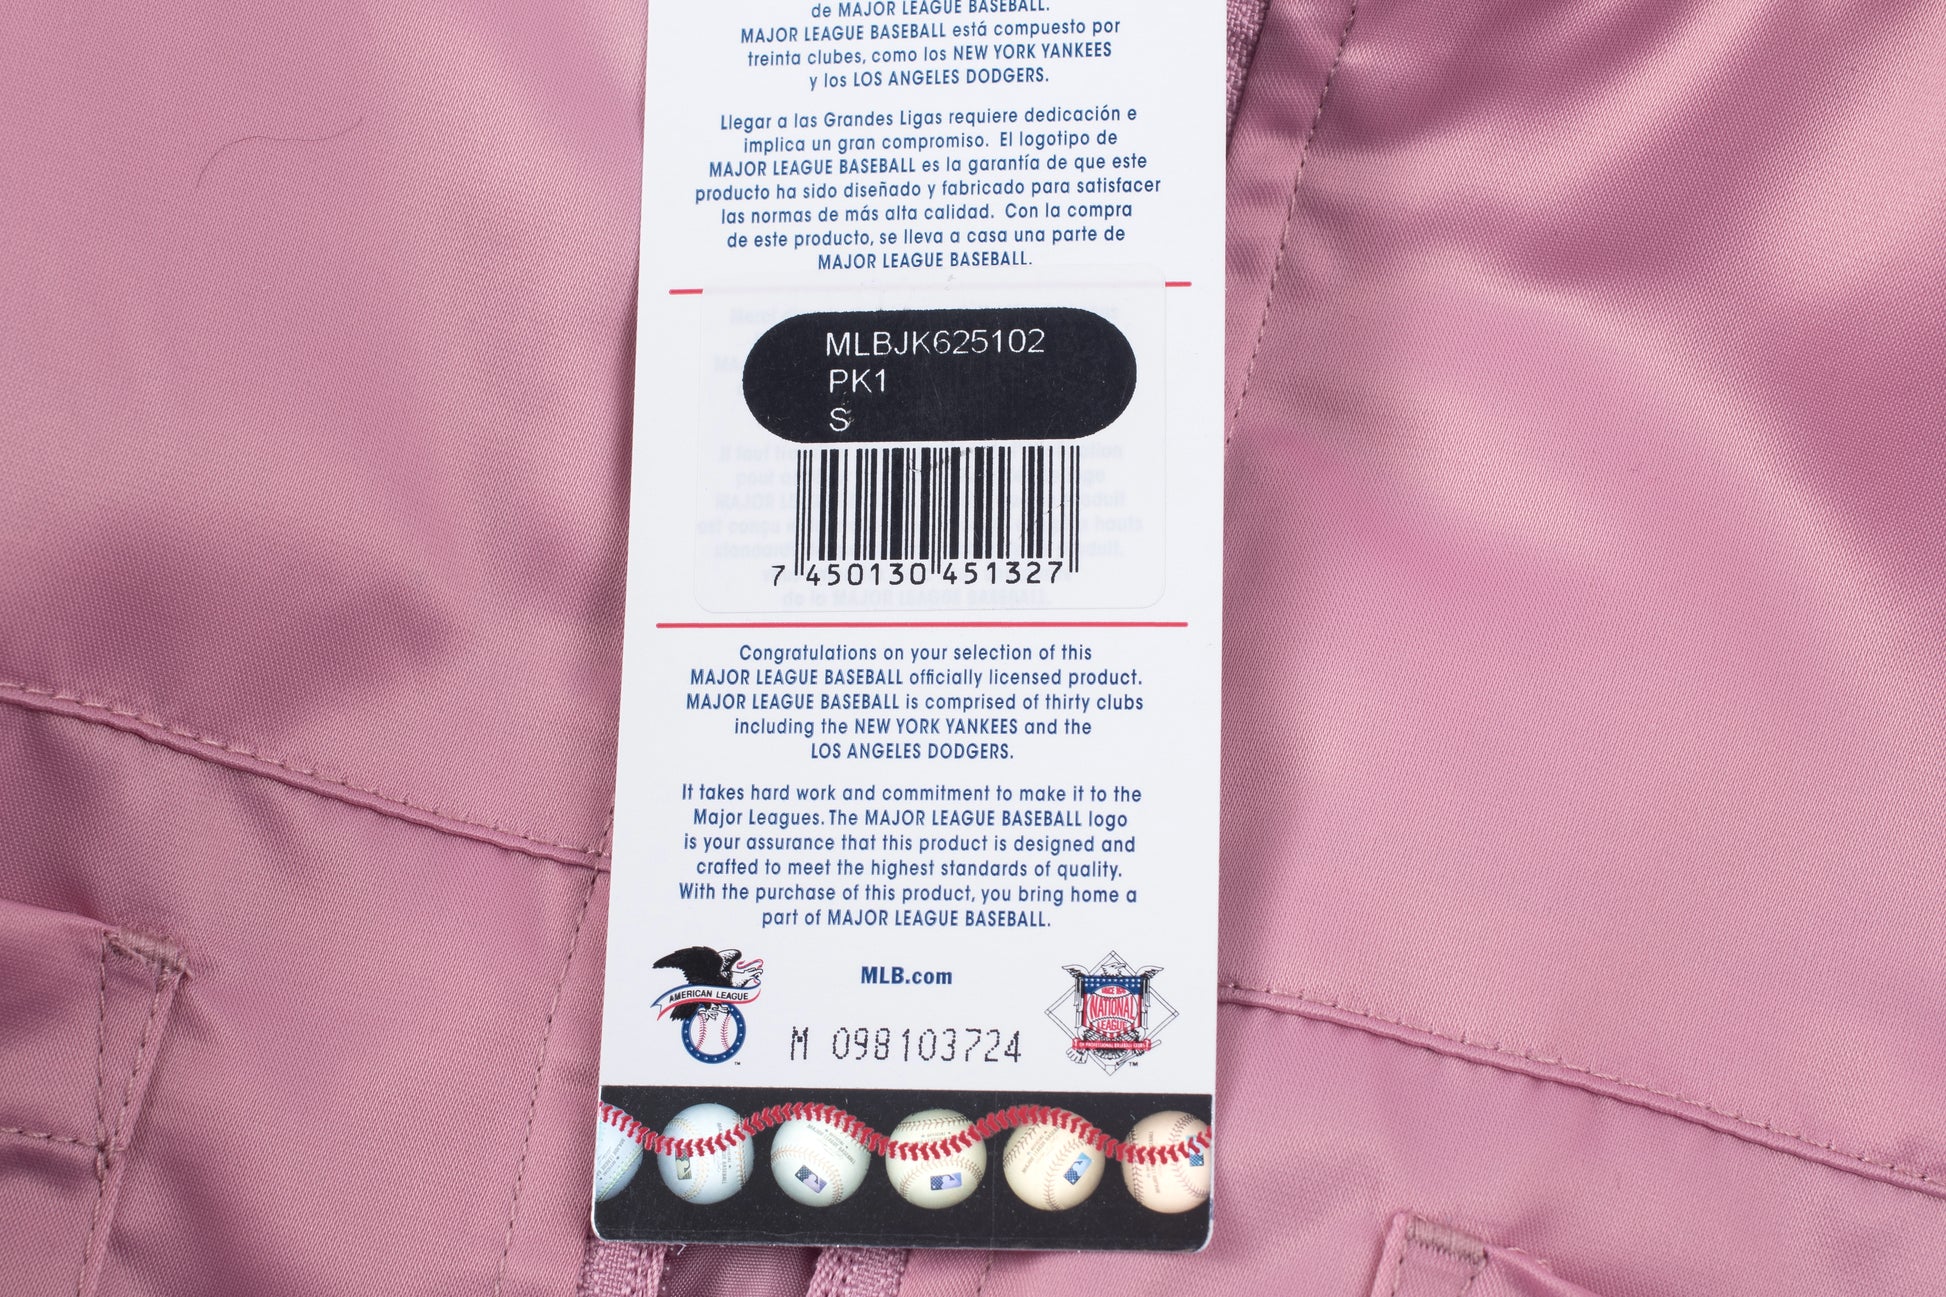 de MAJOR LEAGUE BASEBALL.
MAJOR LEAGUE BASEBALL está compuesto por
treinta clubes, como los NEW YORK YANKEES
y los LOS ANGELES DODGERS.
Llegar a las Grandes Ligas requiere dedicación e
implica un gran compromiso. El logotipo de
MAJOR LEAGUE BASEBALL es la garantía de que este
producto ha sido diseñado y fabricado para satisfacer
las normas de más alta calidad. Con la compra
de este producto, se lleva a casa una parte de
MAJOR LEAGUE BASEBALL.
MLBJK625102
PK1
S
7 450130 451327
Congratulations on your selection of this
MAJOR LEAGUE BASEBALL officially licensed product.
MAJOR LEAGUE BASEBALL is comprised of thirty clubs
including the NEW YORK YANKEES and the
LOS ANGELES DODGERS.
It takes hard work and commitment to make it to the
Major Leagues. The MAJOR LEAGUE BASEBALL logo
is your assurance that this product is designed and
crafted to meet the highest standards of quality.
With the purchase of this product, you bring home a
part of MAJOR LEAGUE BASEBALL.
MLB.com
AMERICAN LEAGUE
TM
SINCE 1876
NATIONAL
LEAGUE
OF PROFESSIONAL BASEBALL CLUBS
TM
M 098103724